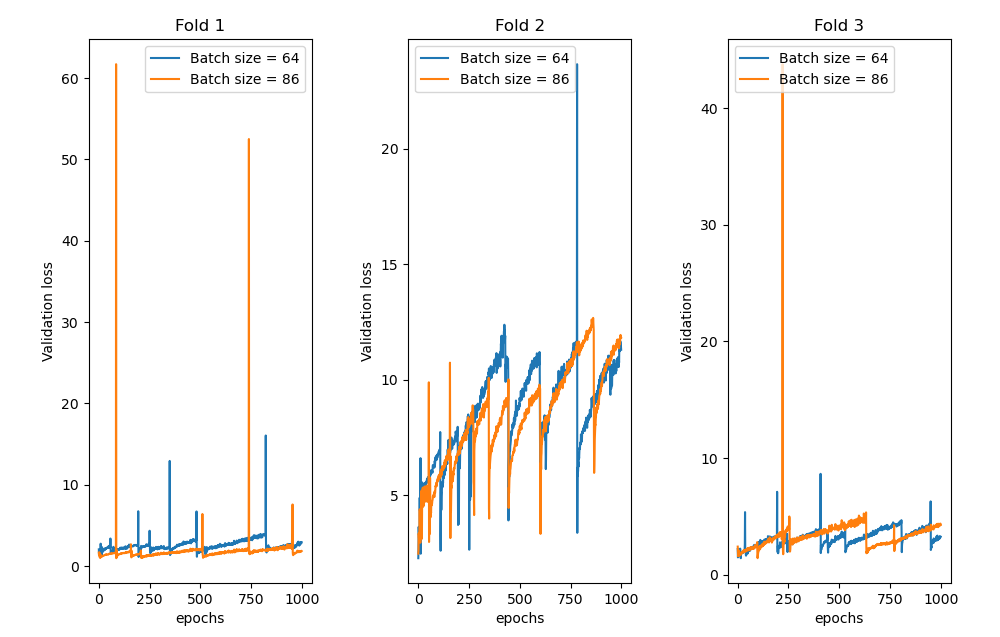 Fold 1
Fold 2
Fold 3
Batch size = 64
Batch size = 86
Batch size = 64
Batch size = 86
Batch size = 64
Batch size = 86
Validation loss
0
10
20
30
40
50
60
0
250
500
750
1000
epochs
Validation loss
5
10
15
20
0
250
500
750
1000
epochs
Validation loss
0
10
20
30
40
0
250
500
750
1000
epochs